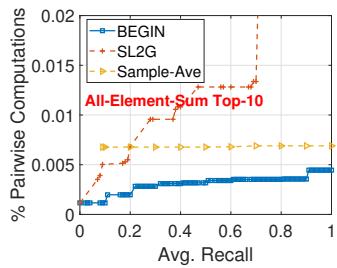 0.02
BEGIN
SL2G
Sample-Ave
0.015
All-Element-Sum Top-10
0.01
0.005
0
0 0.2 0.4 0.6 0.8 1
% Pairwise Computations
Avg. Recall